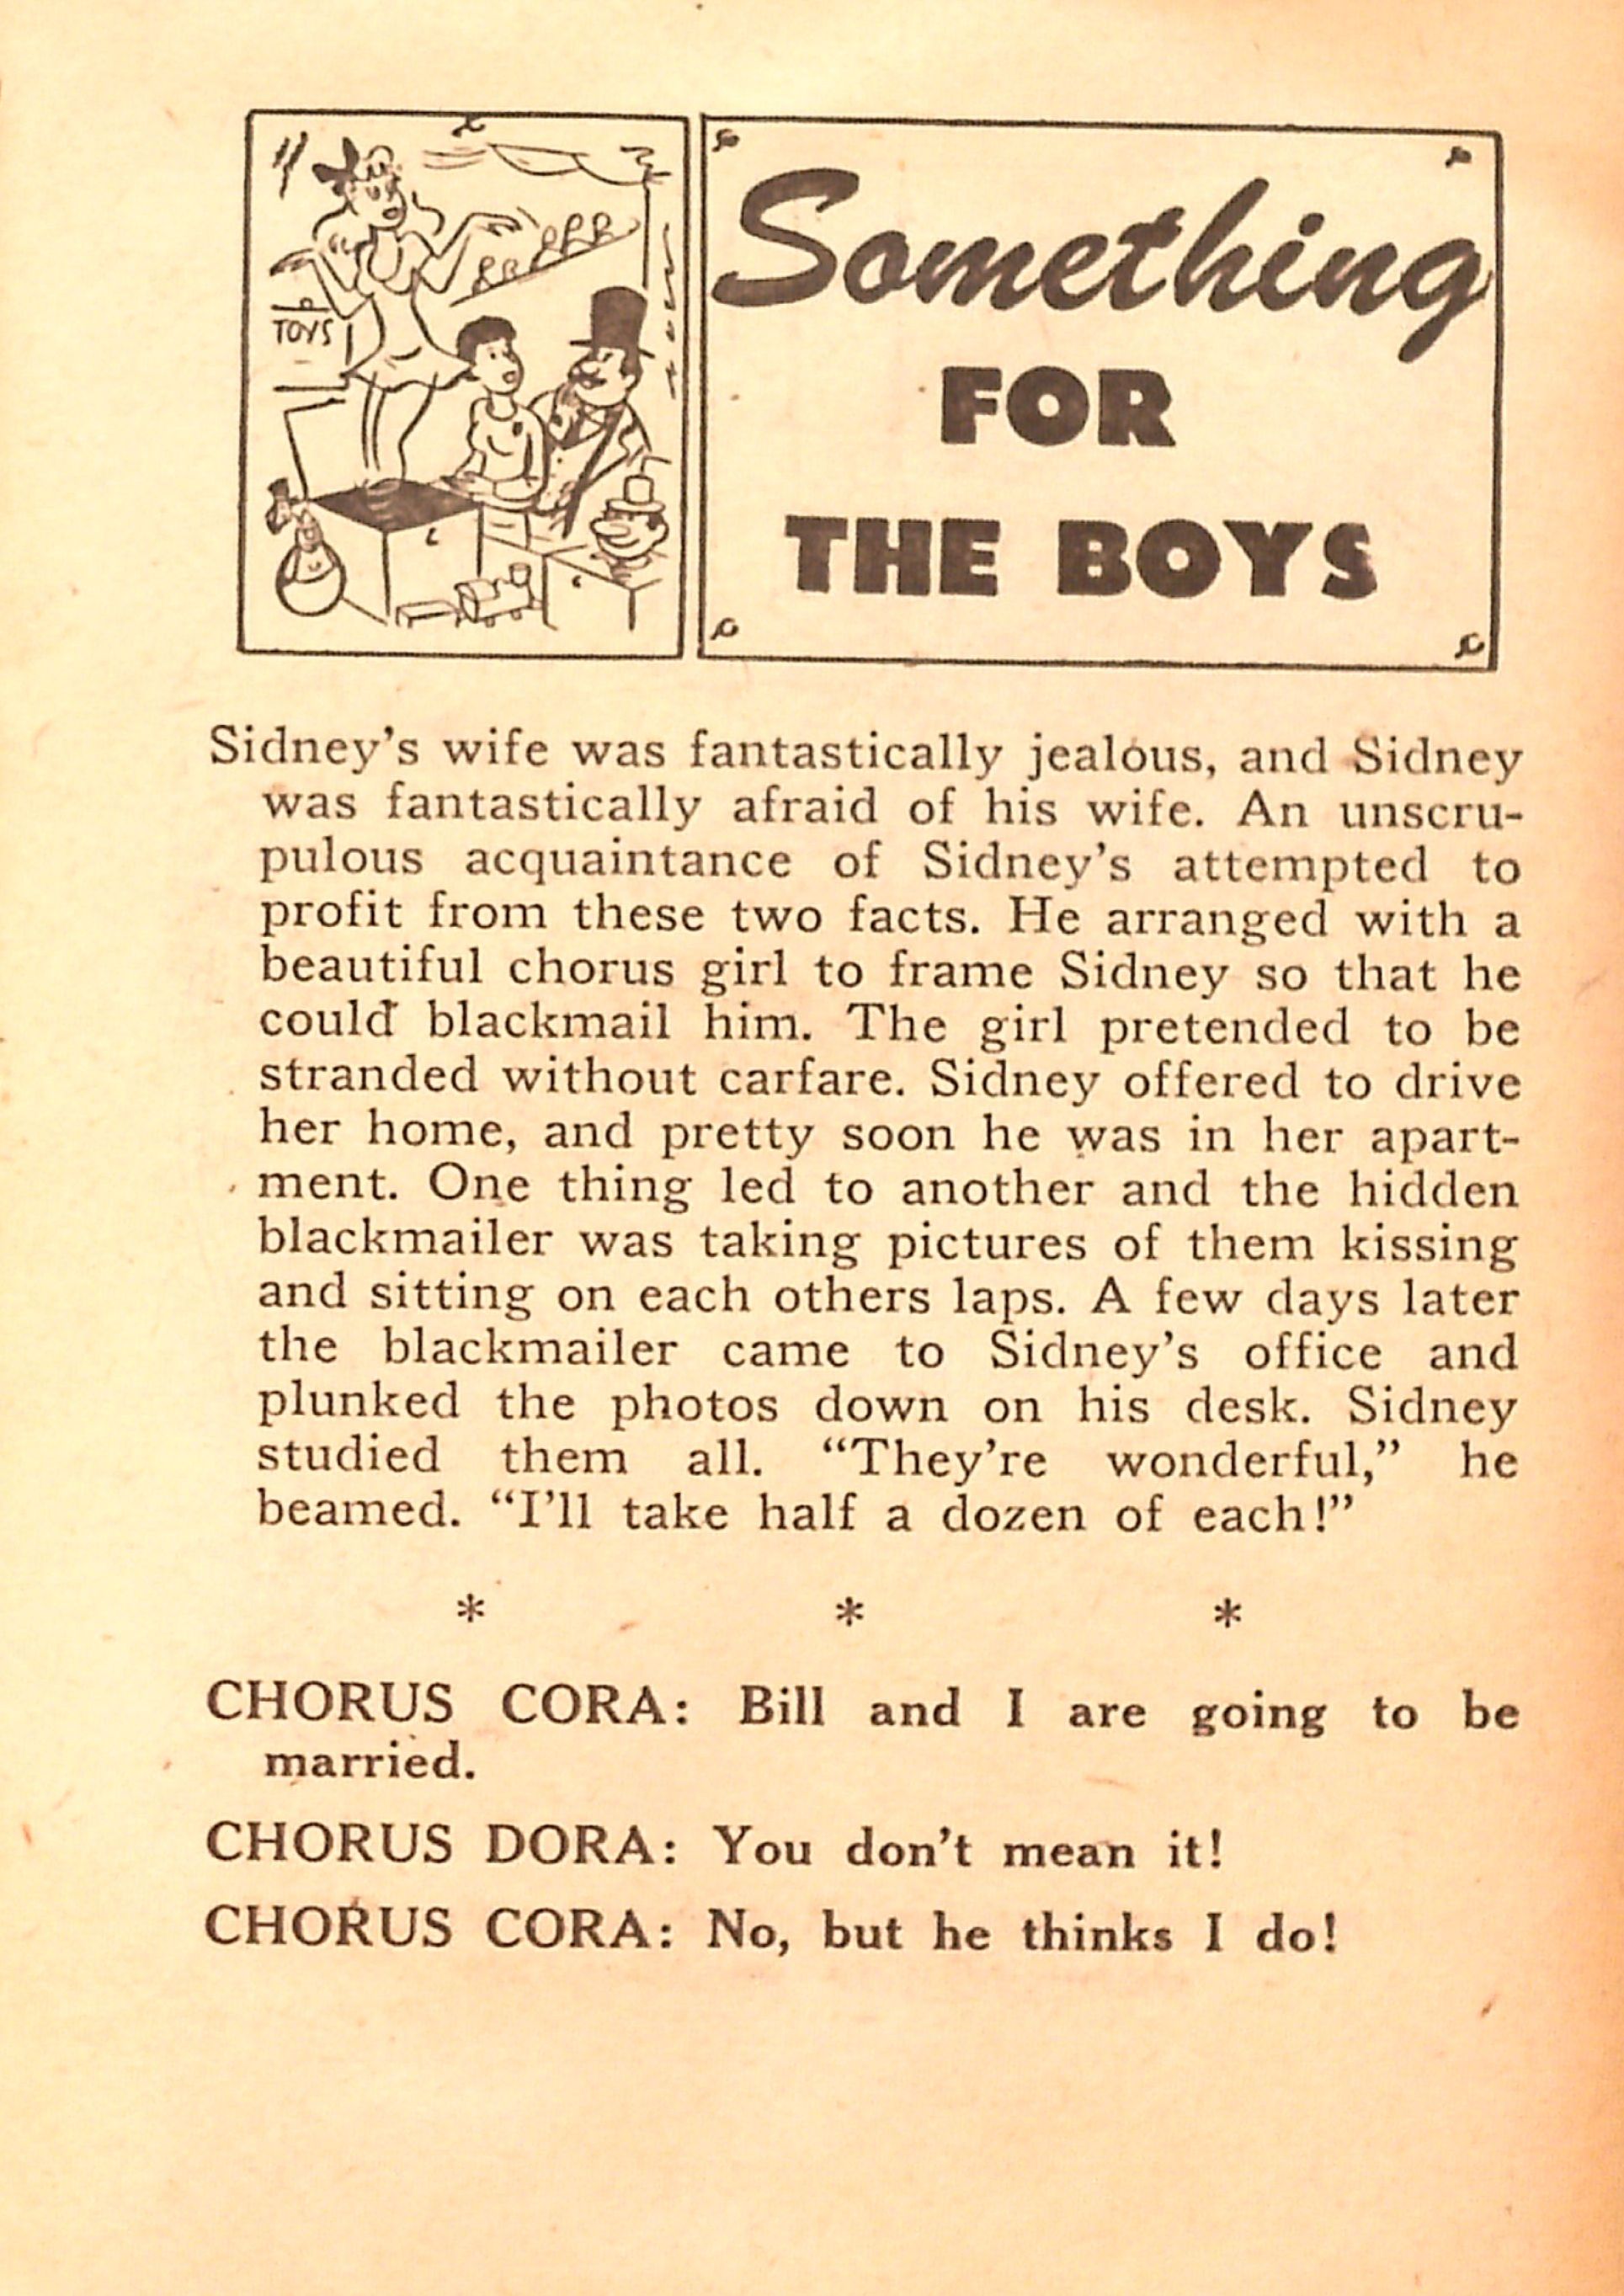 TOYS
Something
FOR
THE BOYS
Sidney's wife was fantastically jealous, and Sidney
was fantastically afraid of his wife. An unscru-
pulous acquaintance of Sidney's attempted to
profit from these two facts. He arranged with a
beautiful chorus girl to frame Sidney so that he
could blackmail him. The girl pretended to be
stranded without carfare. Sidney offered to drive
her home, and pretty soon he was in her apart-
ment. One thing led to another and the hidden
blackmailer was taking pictures of them kissing
and sitting on each others laps. A few days later
the blackmailer came to Sidney's office and
plunked the photos down on his desk. Sidney
studied them all. “They're wonderful,” he
beamed. “I'll take half a dozen of each!”
* * *
CHORUS CORA: Bill and I are going to be
married.
CHORUS DORA: You don't mean it!
CHORUS CORA: No, but he thinks I do!